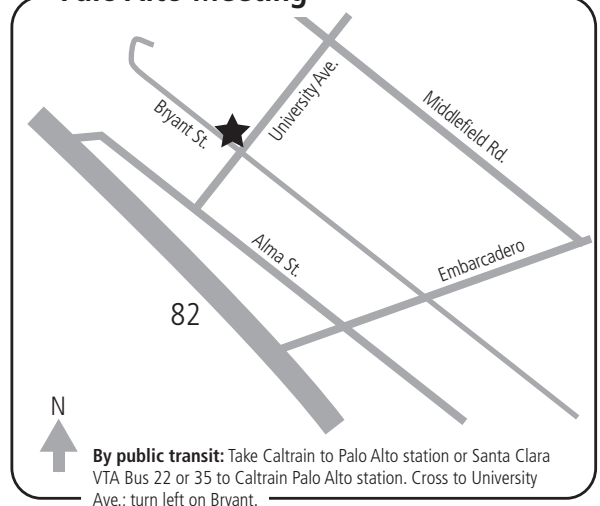 Palo Alto Meeting
University Ave.
Middlefield Rd.
Bryant St.
Alma St.
Embarcadero
82
N
By public transit: Take Caltrain to Palo Alto station or Santa Clara
VTA Bus 22 or 35 to Caltrain Palo Alto station. Cross to University
Ave.; turn left on Bryant.